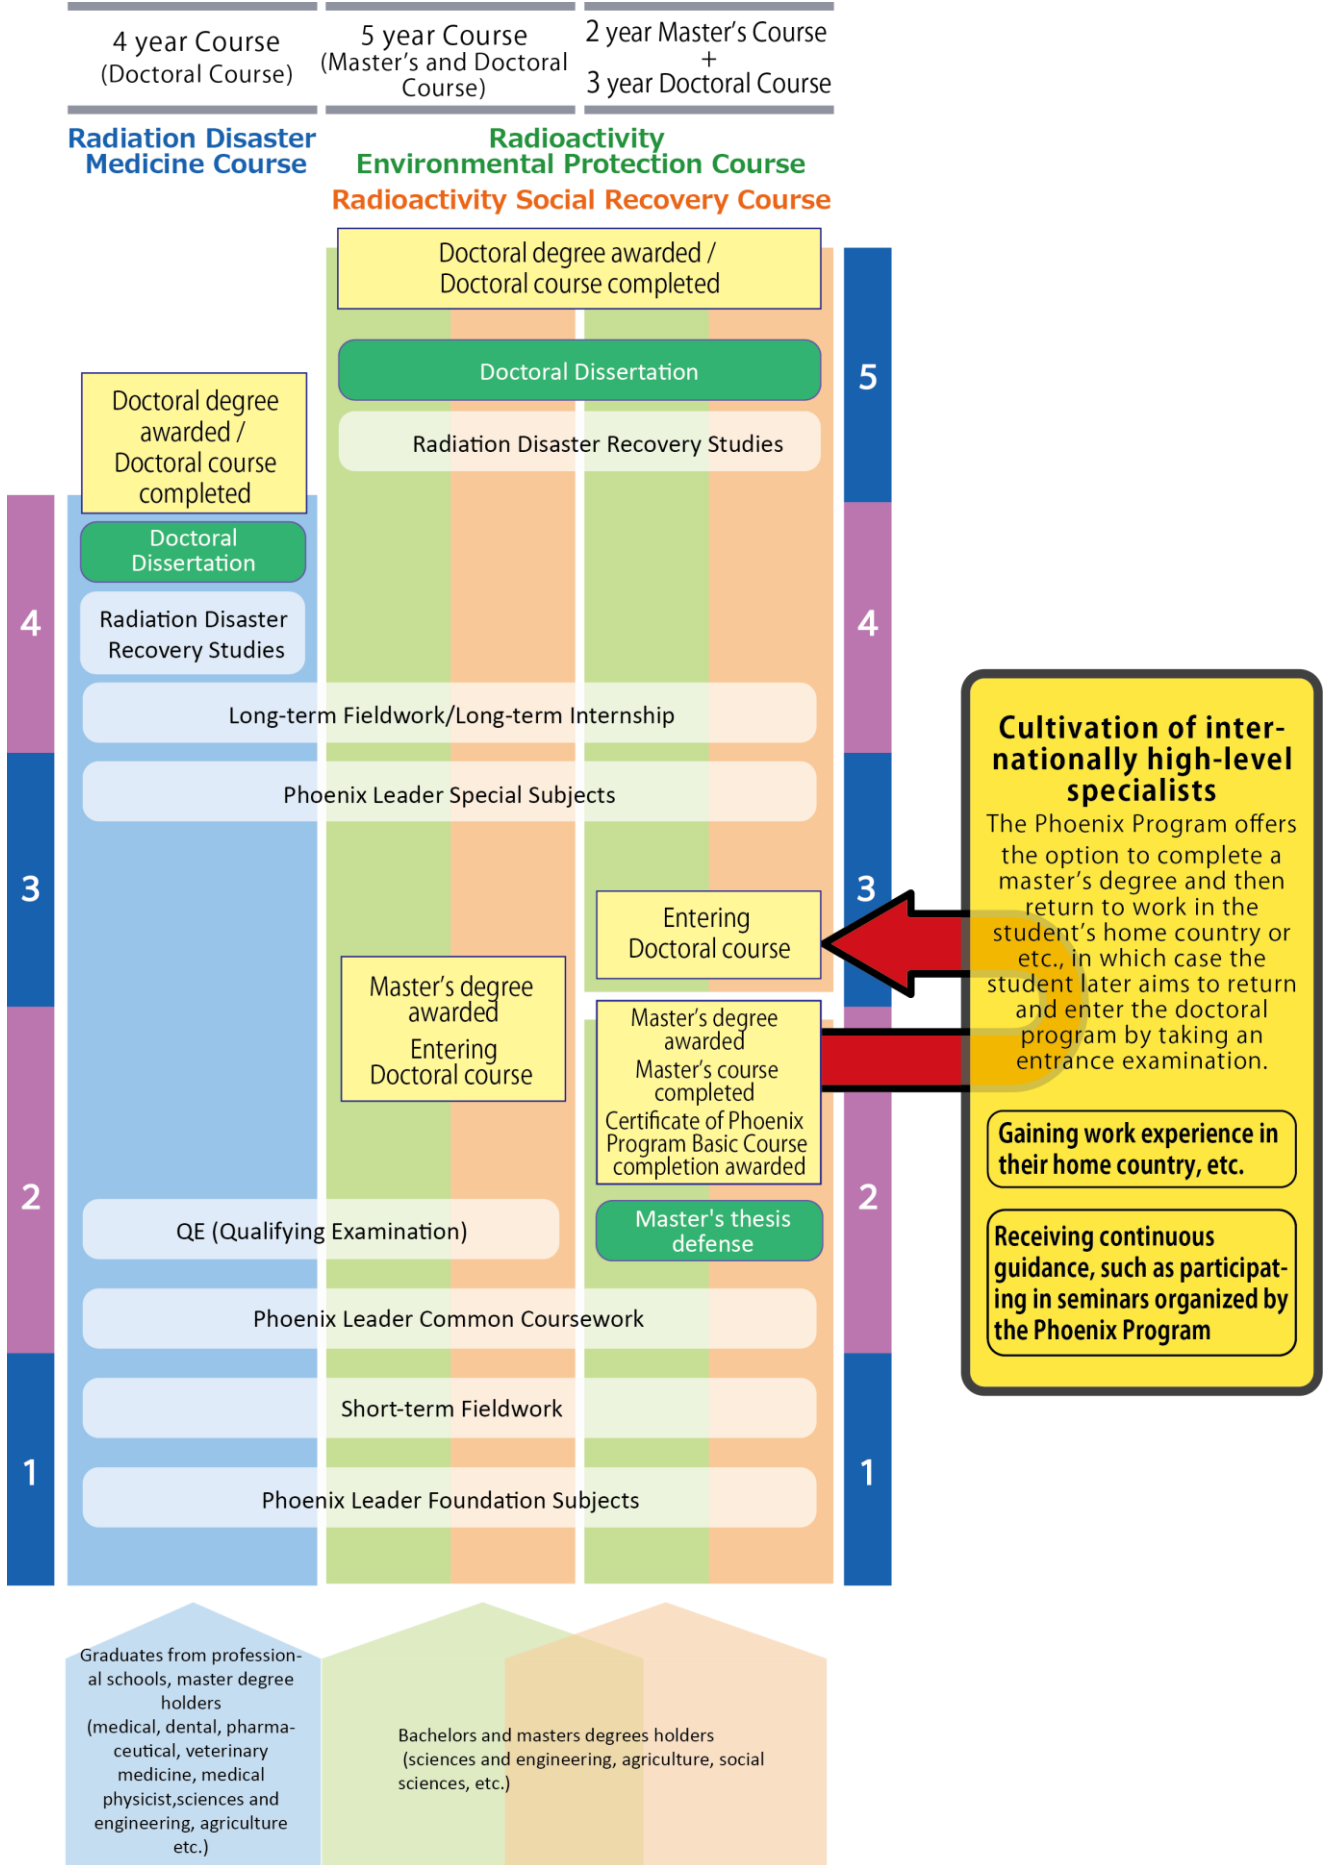 4 year Course
(Doctoral Course)
5 year Course
(Master's and Doctoral
Course)
2 year Master's Course
+
3 year Doctoral Course
Radiation Disaster
Medicine Course
Radioactivity
Environmental Protection Course
Radioactivity Social Recovery Course
Doctoral degree awarded /
Doctoral course completed
Doctoral Dissertation
Radiation Disaster Recovery Studies
5
Doctoral degree
awarded /
Doctoral course
completed
Doctoral
Dissertation
Radiation Disaster
Recovery Studies
4
4
Long-term Fieldwork/Long-term Internship
Phoenix Leader Special Subjects
3
3
Entering
Doctoral course
Master's degree
awarded
Entering
Doctoral course
Master's degree
awarded
Master's course
completed
Certificate of Phoenix
Program Basic Course
completion awarded
2
2
QE (Qualifying Examination)
Master's thesis
defense
Phoenix Leader Common Coursework
Short-term Fieldwork
1
1
Phoenix Leader Foundation Subjects
Cultivation of inter-
nationally high-level
specialists
The Phoenix Program offers
the option to complete a
master's degree and then
return to work in the
student's home country or
etc., in which case the
student later aims to return
and enter the doctoral
program by taking an
entrance examination.
Gaining work experience in
their home country, etc.
Receiving continuous
guidance, such as participat-
ing in seminars organized by
the Phoenix Program
Graduates from profession-
al schools, master degree
holders
(medical, dental, pharma-
ceutical, veterinary
medicine, medical
physicist,sciences and
engineering, agriculture
etc.)
Bachelors and masters degrees holders
(sciences and engineering, agriculture, social
sciences, etc.)